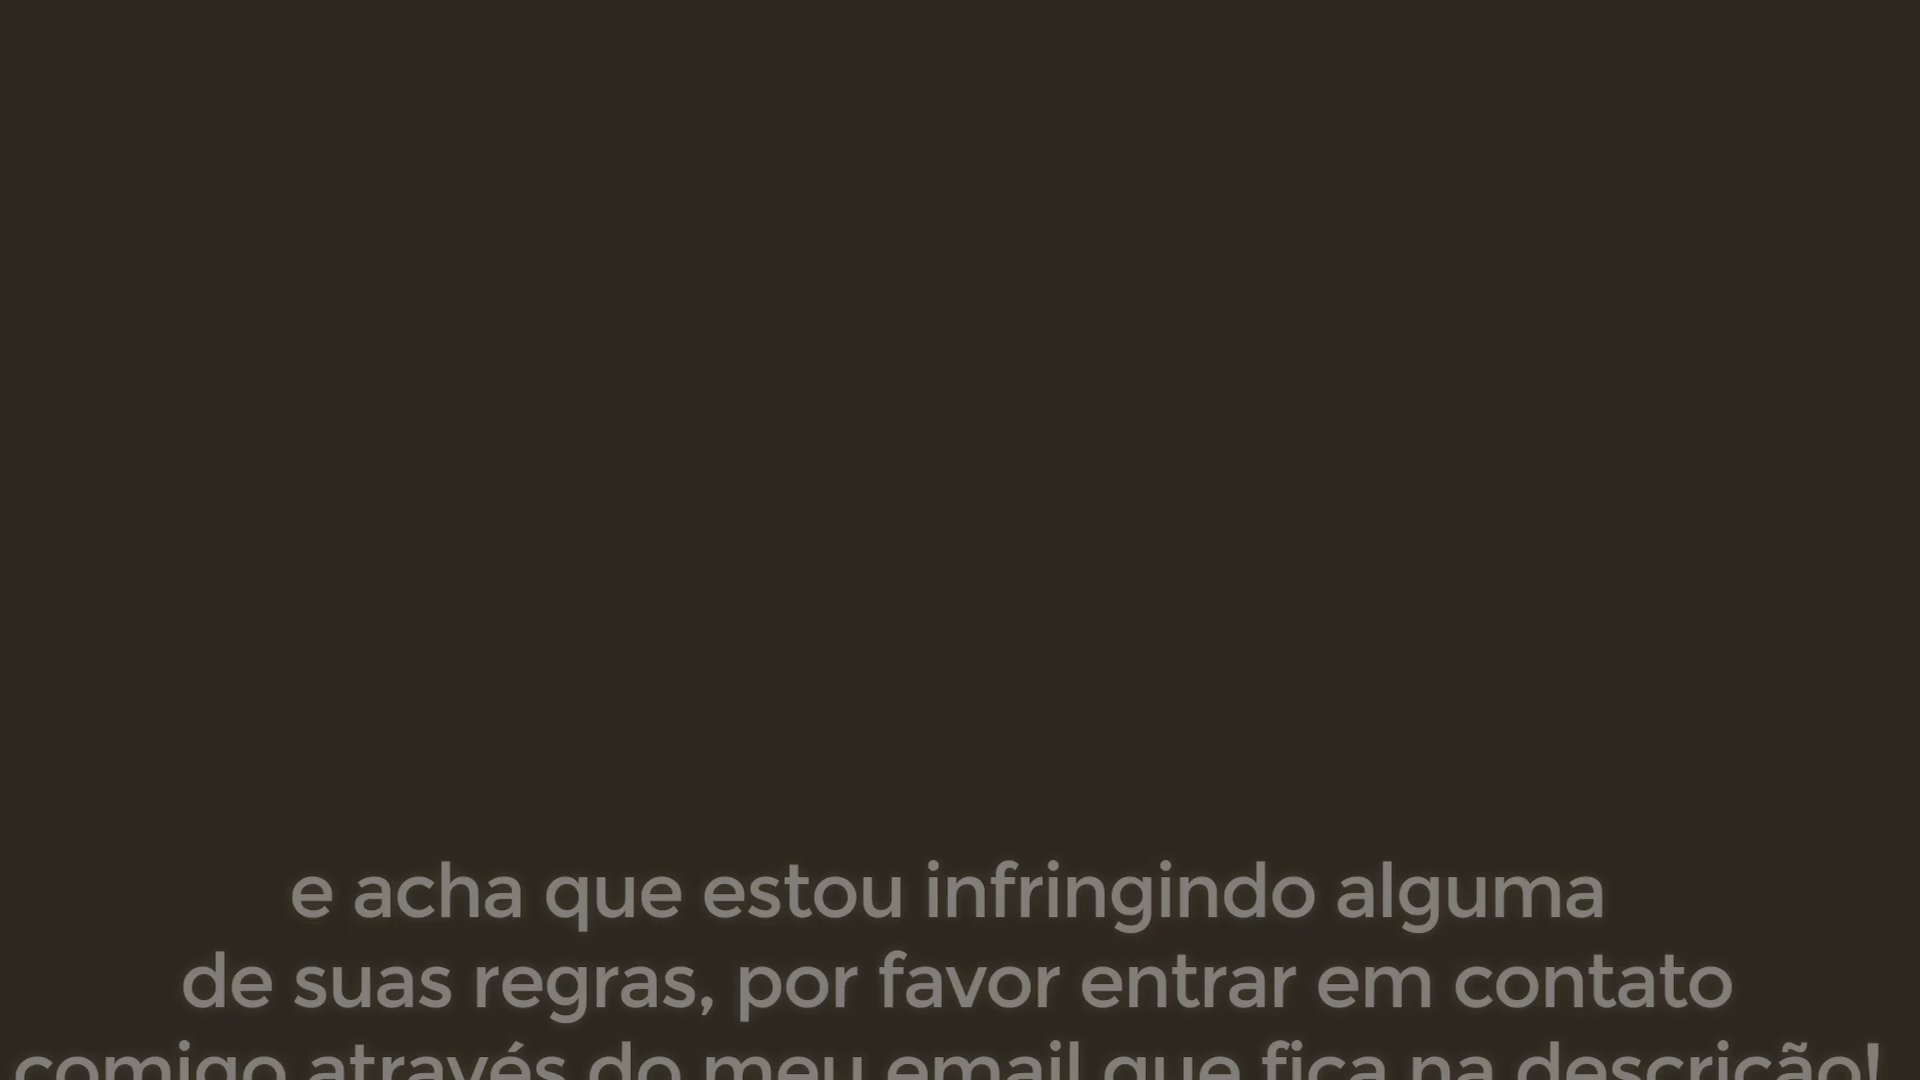 e acha que estou infringindo alguma
de suas regras, por favor entrar em contato
comigo através do meu email que fica na descrição!